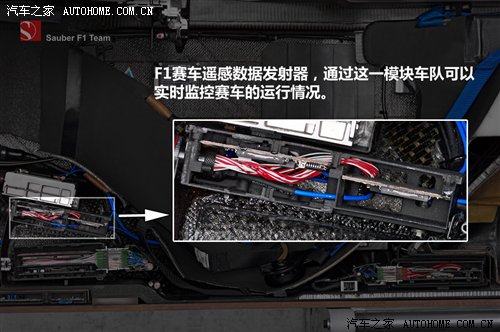 汽车之家 AUTOHOME.COM.CN
Sauber F1 Team
F1赛车遥感数据发射器，通过这一模块车队可以
实时监控赛车的运行情况。
汽车之家 AUTOHOME.COM.CN